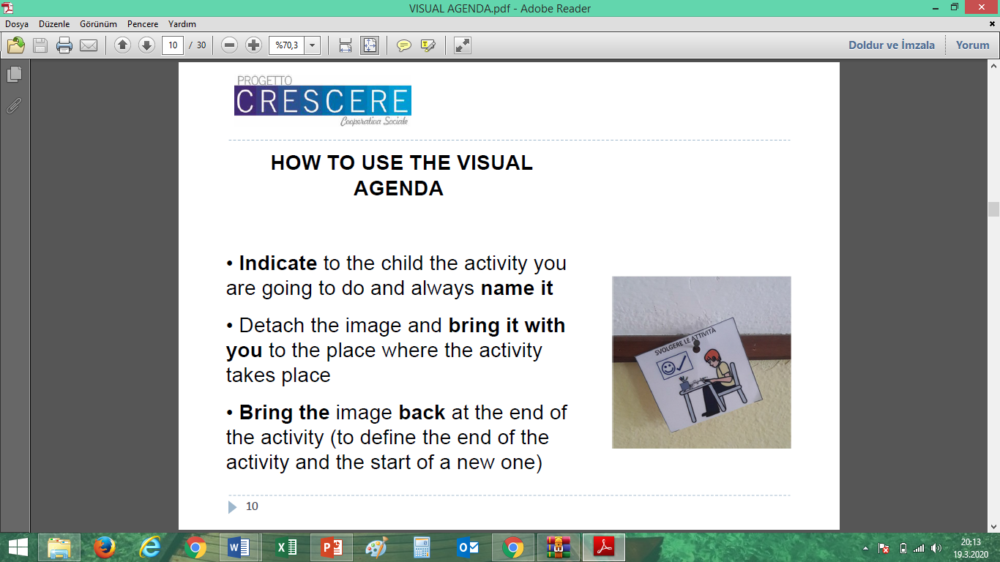 VISUAL AGENDA.pdf - Adobe Reader
Dosya Düzenle Görünüm Pencere Yardım
10 / 30 %70,3 Doldur ve İmzala Yorum
PROGETTO
CRESCERE
Cooperativa Sociale
HOW TO USE THE VISUAL
AGENDA
• Indicate to the child the activity you
are going to do and always name it
• Detach the image and bring it with
you to the place where the activity
takes place
• Bring the image back at the end of
the activity (to define the end of the
activity and the start of a new one)
SVOLGERE LE ATTIVITÀ
10
20:13
19.3.2020